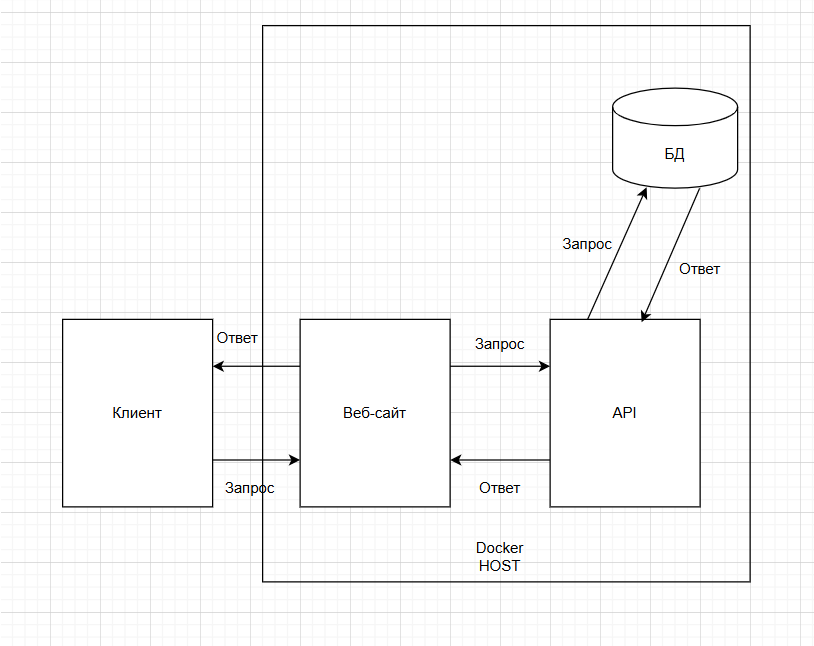 БД
Запрос
Ответ
Ответ
Запрос
Клиент
Веб-сайт
API
Запрос
Ответ
Docker
HOST